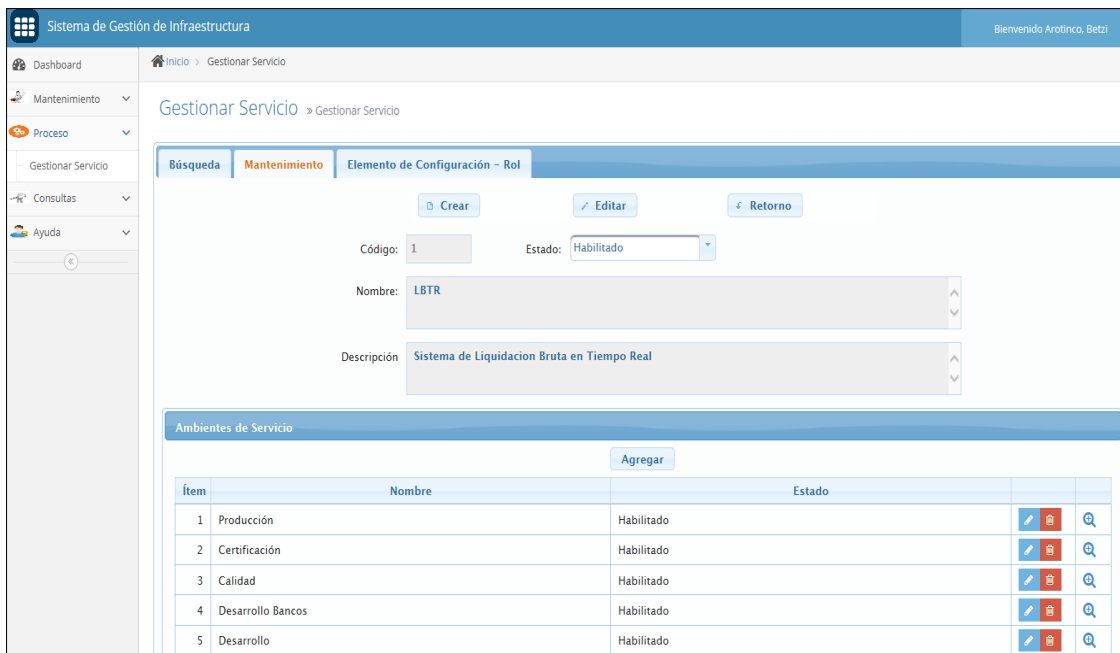 Sistema de Gestión de Infraestructura
Bienvenido Arotinco, Betzi
Dashboard
Mantenimiento
Proceso
Gestionar Servicio
Consultas
Ayuda
Inicio > Gestionar Servicio
Gestionar Servicio » Gestionar Servicio
Búsqueda Mantenimiento Elemento de Configuración - Rol
Crear Editar Retorno
Código: 1 Estado: Habilitado
Nombre: LBTR
Descripción Sistema de Liquidacion Bruta en Tiempo Real
Ambientes de Servicio
Agregar
Ítem Nombre Estado
1 Producción Habilitado
2 Certificación Habilitado
3 Calidad Habilitado
4 Desarrollo Bancos Habilitado
5 Desarrollo Habilitado